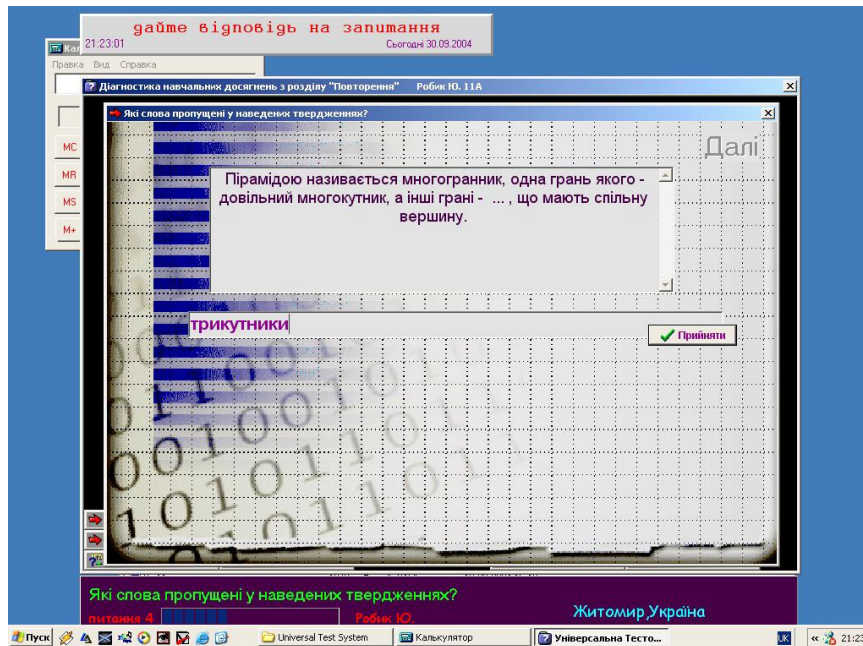 дайте відповідь на запитання
21:23:01
Сьогодні 30.09.2004
Правка Вид Справка
Діагностика навчальних досягнень з розділу "Повторення" Робик Ю. 11А
Які слова пропущені у наведених твердженнях?
Далі
MC
MR
MS
M+
Пірамідою називається многогранник, одна грань якого -
довільний многокутник, а інші грані - ... , що мають спільну
вершину.
трикутники
Прийняти
Які слова пропущені у наведених твердженнях?
питання 4
Робик Ю.
Житомир,Україна
Пуск
Universal Test System
Калькулятор
Універсальна Тесто...
UK
21:23